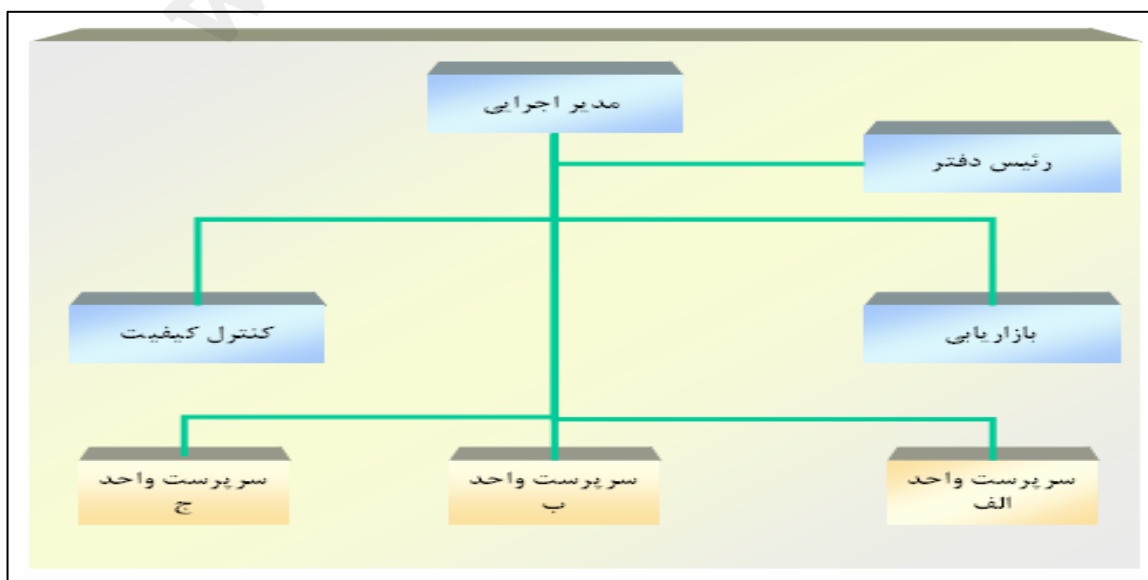 مدیر اجرایی
رئیس دفتر
بازاریابی
کنترل کیفیت
سرپرست واحد
الف
سرپرست واحد
ب
سرپرست واحد
ج